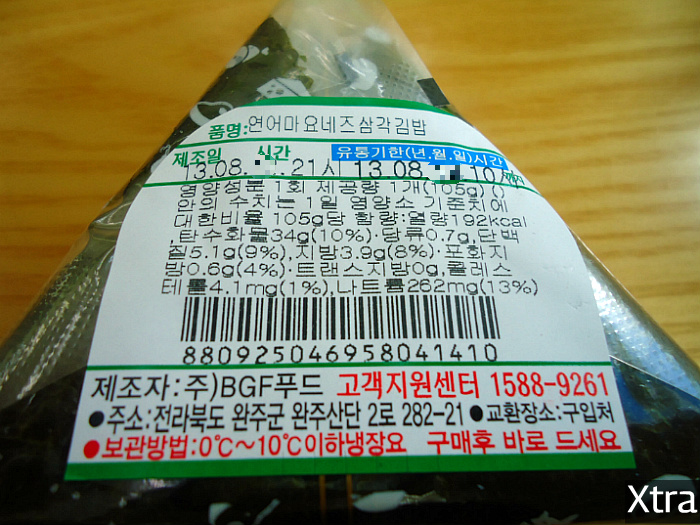 품명:연어마요네즈삼각김밥
제조일 시간 유통기한(년.월.일)시간
13.08. 21시 13.08. 10 까지
영양성분 1회 제공량 1개(105g) ()
안의 수치는 1일 영양소 기준치에
대한비율 105g당 함량:열량192kcal
,탄수화물34g(10%)·당류0.7g,단백
질5.1g(9%),지방3.9g(8%)·포화지
방0.6g(4%)·트랜스지방0g,콜레스
테롤4.1mg(1%),나트륨262mg(13%)
880925046958041410
제조자:주)BGF푸드 고객지원센터 1588-9261
●주소:전라북도 완주군 완주산단 2로 282-21 ●교환장소:구입처
●보관방법:0℃~10℃이하냉장요 구매후 바로 드세요
Xtra